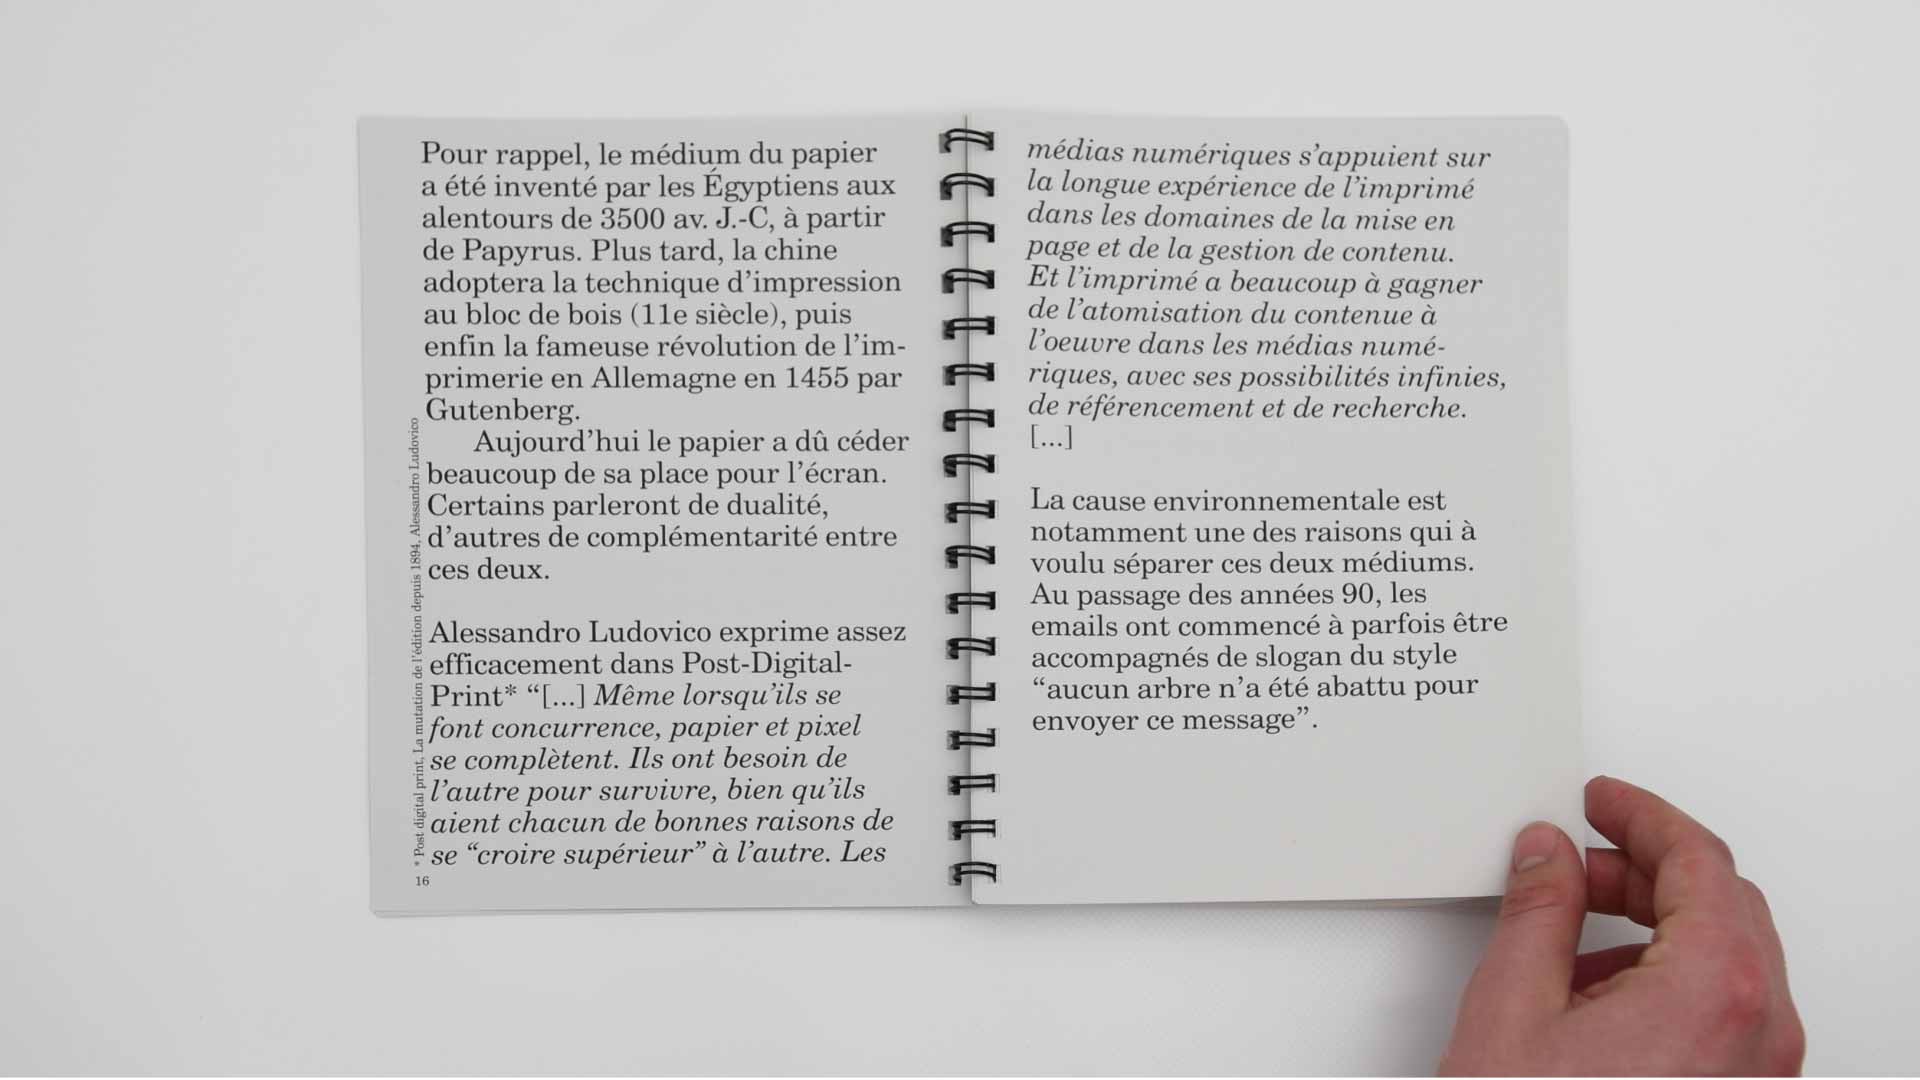 Pour rappel, le médium du papier
a été inventé par les Égyptiens aux
alentours de 3500 av. J.-C, à partir
de Papyrus. Plus tard, la chine
adoptera la technique d’impression
au bloc de bois (11e siècle), puis
enfin la fameuse révolution de l’im-
primerie en Allemagne en 1455 par
Gutenberg.
Aujourd’hui le papier a dû céder
beaucoup de sa place pour l’écran.
Certains parleront de dualité,
d’autres de complémentarité entre
ces deux.
Alessandro Ludovico exprime assez
efficacement dans Post-Digital-
Print* “[...] Même lorsqu’ils se
font concurrence, papier et pixel
se complètent. Ils ont besoin de
l’autre pour survivre, bien qu’ils
aient chacun de bonnes raisons de
se “croire supérieur” à l’autre. Les
* Post digital print, La mutation de l’édition depuis 1894, Alessandro Ludovico
16
médias numériques s’appuient sur
la longue expérience de l’imprimé
dans les domaines de la mise en
page et de la gestion de contenu.
Et l’imprimé a beaucoup à gagner
de l’atomisation du contenue à
l’oeuvre dans les médias numé-
riques, avec ses possibilités infinies,
de référencement et de recherche.
[...]
La cause environnementale est
notamment une des raisons qui à
voulu séparer ces deux médiums.
Au passage des années 90, les
emails ont commencé à parfois être
accompagnés de slogan du style
“aucun arbre n’a été abattu pour
envoyer ce message”.